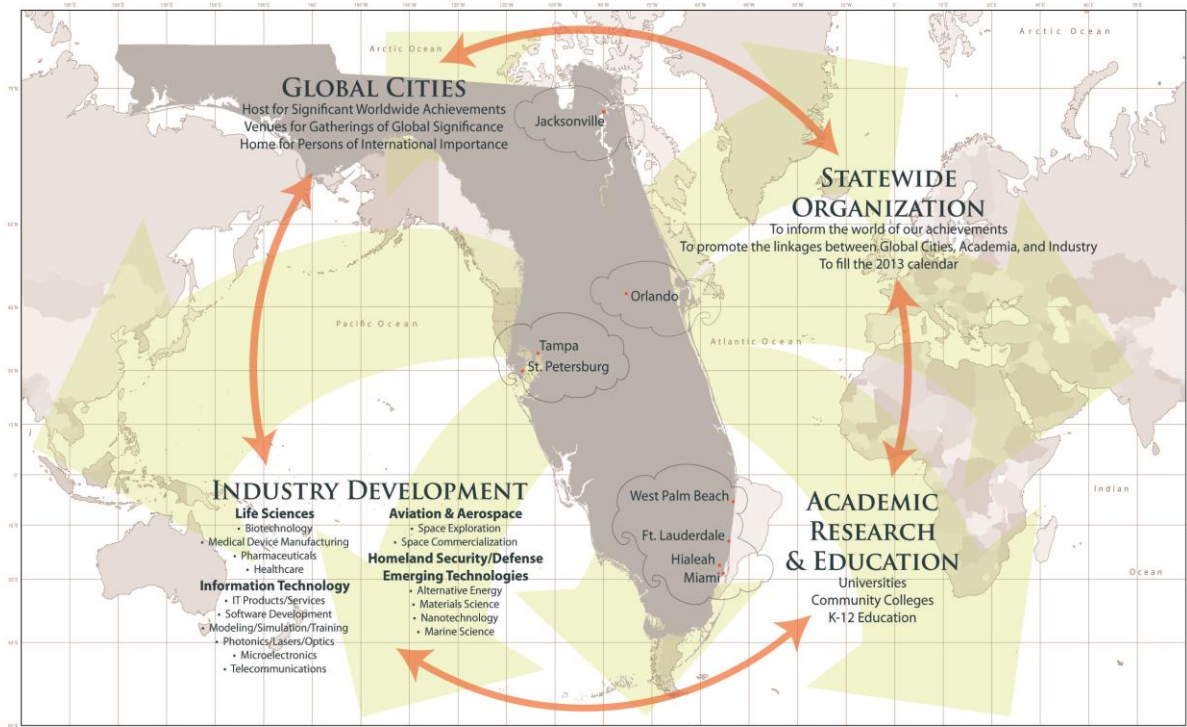 Arctic Ocean
Arctic Ocean
GLOBAL CITIES
Host for Significant Worldwide Achievements
Venues for Gatherings of Global Significance
Home for Persons of International Importance
Jacksonville
STATEWIDE
ORGANIZATION
To inform the world of our achievements
To promote the linkages between Global Cities, Academia, and Industry
To fill the 2013 calendar
Orlando
Pacific Ocean
Atlantic Ocean
Tampa
St. Petersburg
INDUSTRY DEVELOPMENT
Life Sciences
• Biotechnology
• Medical Device Manufacturing
• Pharmaceuticals
• Healthcare
Information Technology
• IT Products/Services
• Software Development
• Modeling/Simulation/Training
• Photonics/Lasers/Optics
• Microelectronics
• Telecommunications
Aviation & Aerospace
• Space Exploration
• Space Commercialization
Homeland Security/Defense
Emerging Technologies
• Alternative Energy
• Materials Science
• Nanotechnology
• Marine Science
West Palm Beach
Ft. Lauderdale
Hialeah
Miami
ACADEMIC
RESEARCH
& EDUCATION
Universities
Community Colleges
K-12 Education
Indian
Ocean